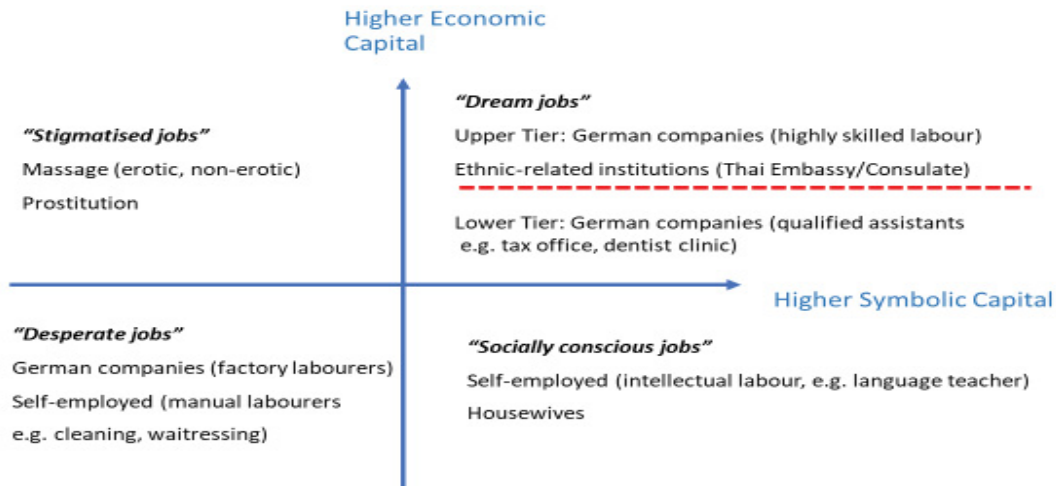 Higher Economic
Capital
“Stigmatised jobs”
Massage (erotic, non-erotic)
Prostitution
“Dream jobs”
Upper Tier: German companies (highly skilled labour)
Ethnic-related institutions (Thai Embassy/Consulate)
Lower Tier: German companies (qualified assistants
e.g. tax office, dentist clinic)
Higher Symbolic Capital
“Desperate jobs”
German companies (factory labourers)
Self-employed (manual labourers
e.g. cleaning, waitressing)
“Socially conscious jobs”
Self-employed (intellectual labour, e.g. language teacher)
Housewives